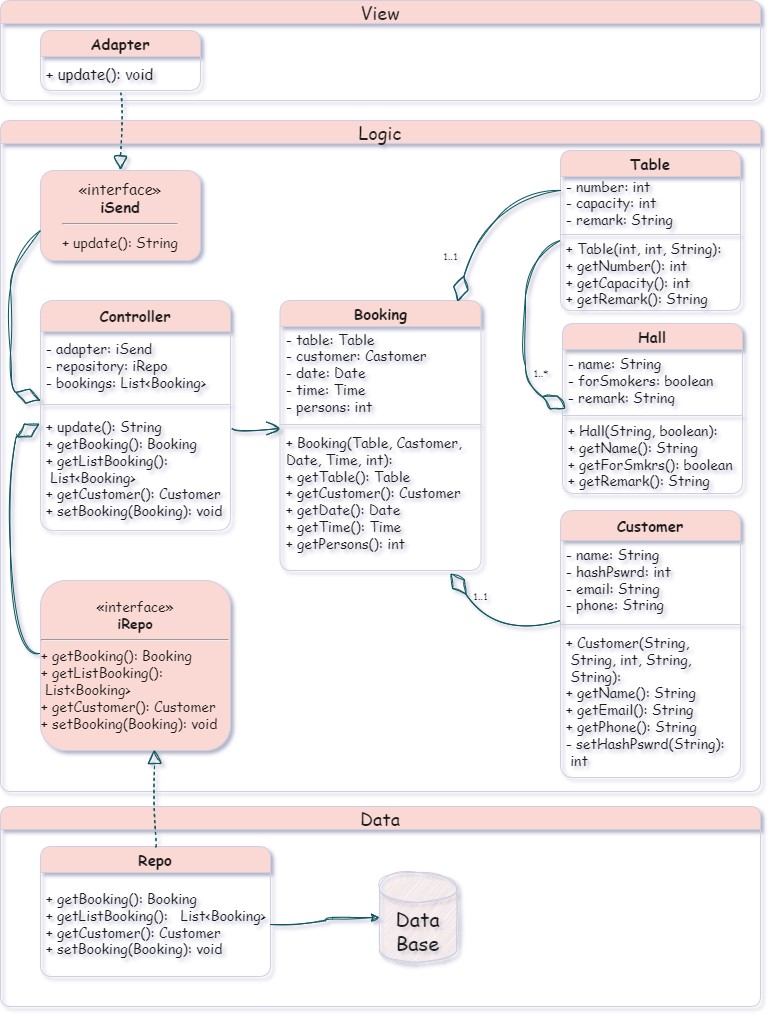 View
Adapter
+ update(): void
Logic
«interface»
iSend
+ update(): String
Table
- number: int
- capacity: int
- remark: String
+ Table(int, int, String):
+ getNumber(): int
+ getCapacity(): int
+ getRemark(): String
1..1
Controller
- adapter: iSend
- repository: iRepo
- bookings: List<Booking>
+ update(): String
+ getBooking(): Booking
+ getListBooking():
List<Booking>
+ getCustomer(): Customer
+ setBooking(Booking): void
Booking
- table: Table
- customer: Castomer
- date: Date
- time: Time
- persons: int
+ Booking(Table, Castomer,
Date, Time, int):
+ getTable(): Table
+ getCustomer(): Customer
+ getDate(): Date
+ getTime(): Time
+ getPersons(): int
1..*
Hall
- name: String
- forSmokers: boolean
- remark: String
+ Hall(String, boolean):
+ getName(): String
+ getForSmkrs(): boolean
+ getRemark(): String
1..1
Customer
- name: String
- hashPswrd: int
- email: String
- phone: String
+ Customer(String,
String, int, String,
String):
+ getName(): String
+ getEmail(): String
+ getPhone(): String
- setHashPswrd(String):
int
«interface»
iRepo
+ getBooking(): Booking
+ getListBooking():
List<Booking>
+ getCustomer(): Customer
+ setBooking(Booking): void
Data
Repo
+ getBooking(): Booking
+ getListBooking(): List<Booking>
+ getCustomer(): Customer
+ setBooking(Booking): void
Data
Base